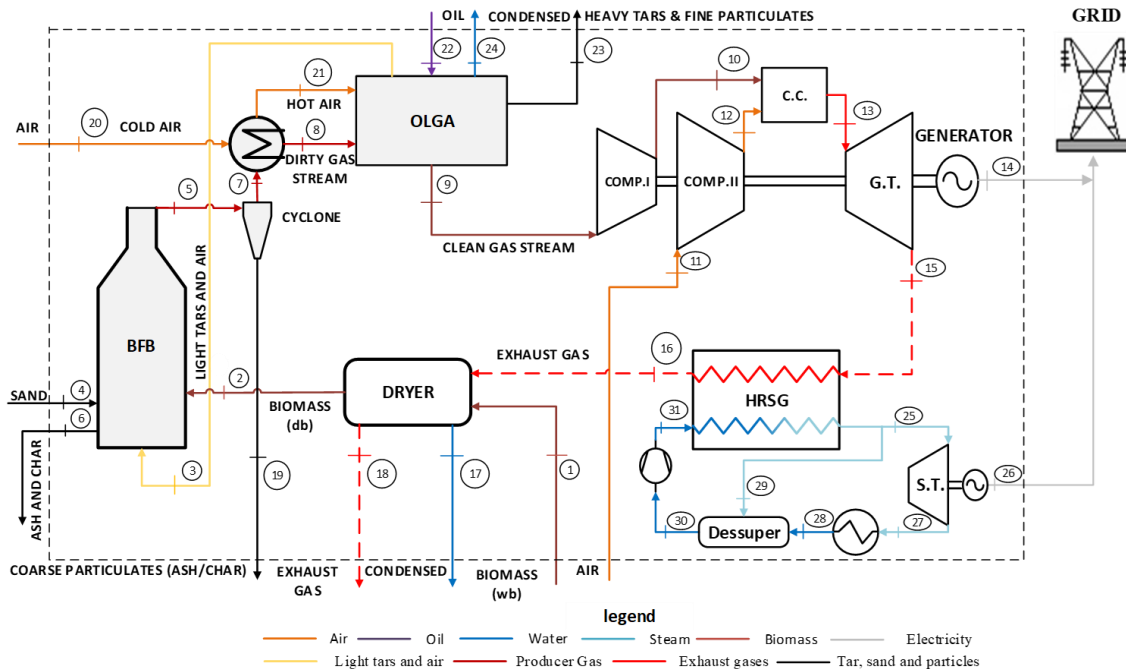 OIL
CONDENSED
HEAVY TARS & FINE PARTICULATES
GRID
22
24
23
21
HOT AIR
AIR
20
COLD AIR
8
DIRTY GAS
STREAM
OLGA
10
C.C.
12
13
GENERATOR
COMP.I
COMP.II
G.T.
14
7
5
CYCLONE
9
CLEAN GAS STREAM
11
15
LIGHT TARS AND AIR
BFB
EXHAUST GAS
16
SAND
4
2
DRYER
HRSG
6
BIOMASS
(db)
31
25
3
19
18
17
1
29
S.T.
26
ASH AND CHAR
30
Dessuper
28
27
COARSE PARTICULATES (ASH/CHAR)
EXHAUST
GAS
CONDENSED
BIOMASS
(wb)
AIR
legend
Air
Oil
Water
Steam
Biomass
Electricity
Light tars and air
Producer Gas
Exhaust gases
Tar, sand and particles